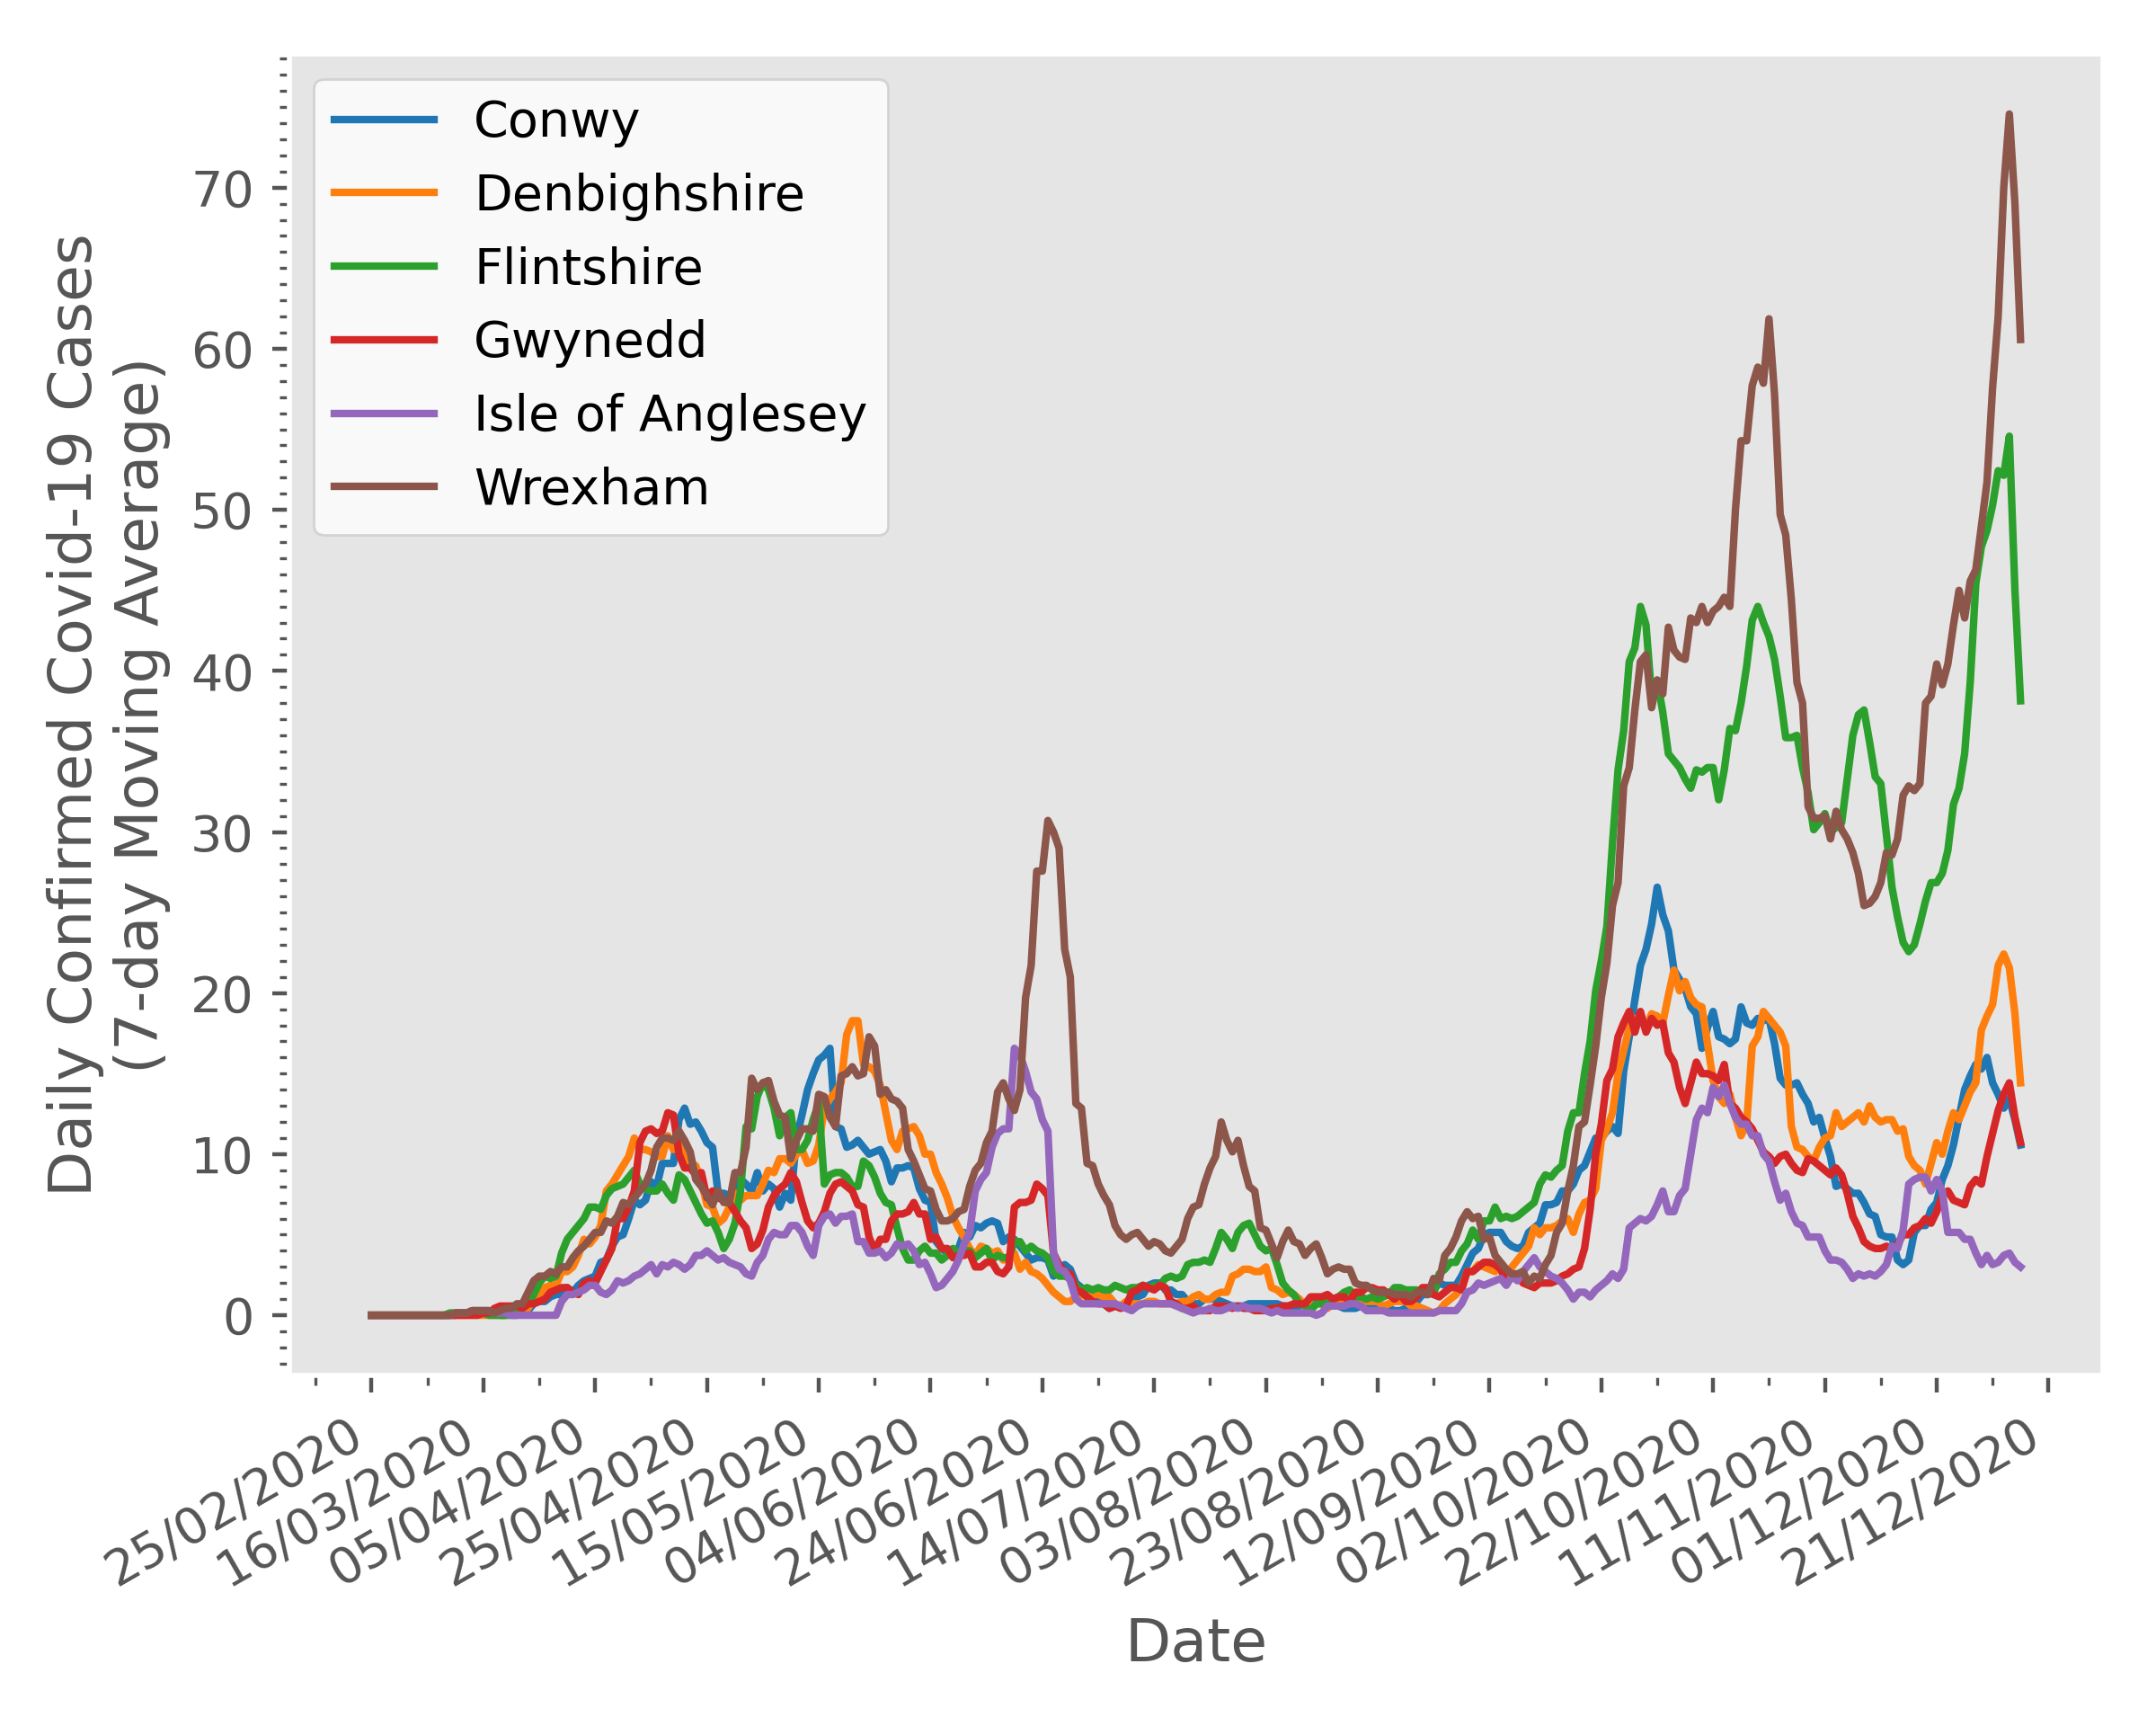 Daily Confirmed Covid-19 Cases
(7-day Moving Average)
70
60
50
40
30
20
10
0
Conwy
Denbighshire
Flintshire
Gwynedd
Isle of Anglesey
Wrexham
25/02/2020
16/03/2020
05/04/2020
25/04/2020
15/05/2020
04/06/2020
24/06/2020
14/07/2020
03/08/2020
23/08/2020
12/09/2020
02/10/2020
22/10/2020
11/11/2020
01/12/2020
21/12/2020
Date